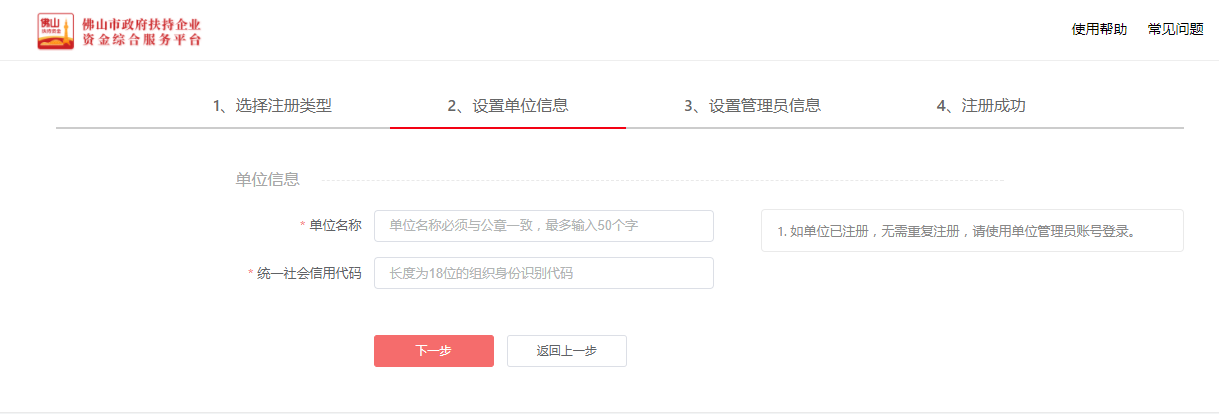 佛山
扶持资金
佛山市政府扶持企业
资金综合服务平台
使用帮助 常见问题
1、选择注册类型 2、设置单位信息 3、设置管理员信息 4、注册成功
单位信息
* 单位名称 单位名称必须与公章一致，最多输入50个字
1. 如单位已注册，无需重复注册，请使用单位管理员账号登录。
* 统一社会信用代码 长度为18位的组织身份识别代码
下一步 返回上一步